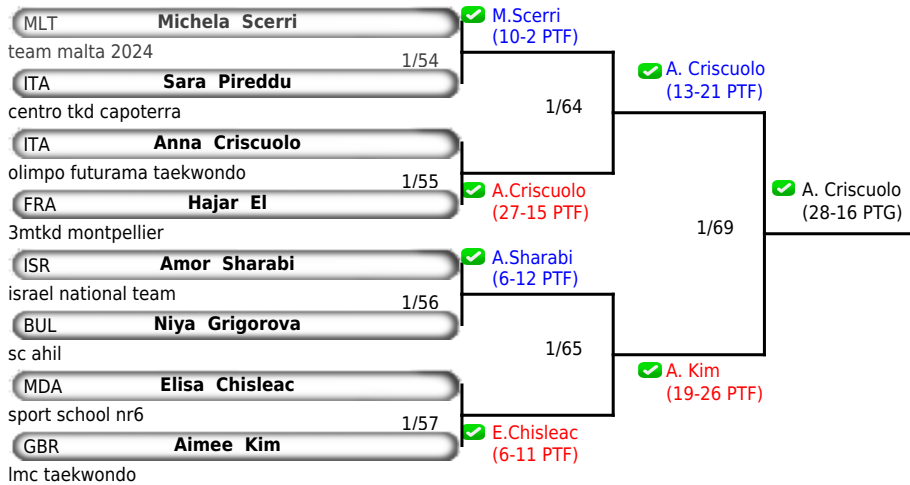 MLT Michela Scerri
team malta 2024
1/54
ITA Sara Pireddu
centro tkd capoterra
ITA Anna Criscuolo
olimpo futurama taekwondo
1/55
FRA Hajar El
3mtkd montpellier
ISR Amor Sharabi
israel national team
1/56
BUL Niya Grigorova
sc ahil
MDA Elisa Chisleac
sport school nr6
1/57
GBR Aimee Kim
lmc taekwondo
M.Scerri
(10-2 PTF)
1/64
A.Criscuolo
(27-15 PTF)
A.Sharabi
(6-12 PTF)
1/65
E.Chisleac
(6-11 PTF)
A. Criscuolo
(13-21 PTF)
1/69
A. Kim
(19-26 PTF)
A. Criscuolo
(28-16 PTG)